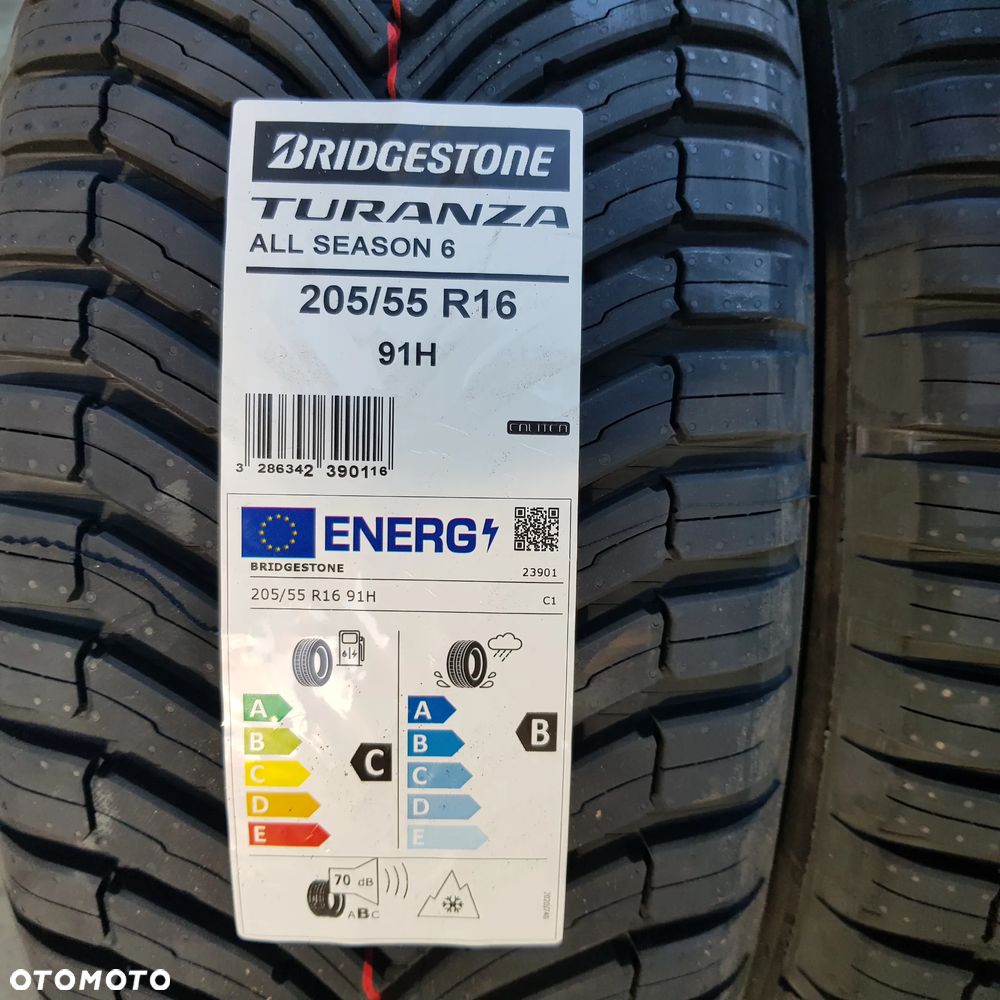 BRIDGESTONE
TURANZA
ALL SEASON 6
205/55 R16
91H
ENLITEN
3 286342 390116
ENERG
BRIDGESTONE
23901
205/55 R16 91H
C1
A
B
C
D
E
C
A
B
C
D
E
B
70 dB
ABC
OTOMOTO